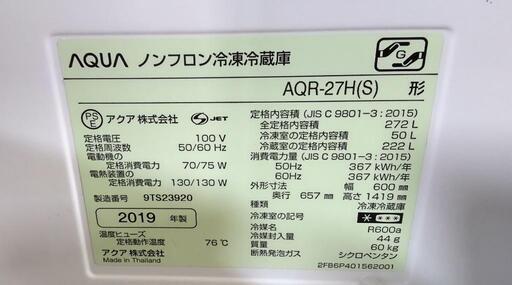 AQUA ノンフロン冷凍冷蔵庫
G
AQR-27H(S) 形
PS E アクア株式会社 S JET
定格電圧 100 V
定格周波数 50/60 Hz
電動機の
定格消費電力 70/75 W
電熱装置の
定格消費電力 130/130 W
製造番号 9TS23920
2019 年製
温度ヒューズ
定格動作温度 76℃
アクア株式会社
Made in Thailand
定格内容積 (JIS C 9801-3 : 2015)
全定格内容積 272 L
冷凍室の定格内容積 50 L
冷蔵室の定格内容積 222 L
消費電力量 (JIS C 9801-3 : 2015)
50Hz 367 kWh/年
60Hz 367 kWh/年
外形寸法 幅 600 mm
奥行 657 mm 高さ 1419 mm
種類 冷凍冷蔵庫
冷凍室の記号
冷媒 R600a
冷媒封入量 44 g
質量 60 kg
断熱発泡ガス シクロペンタン
2FB6P401562001